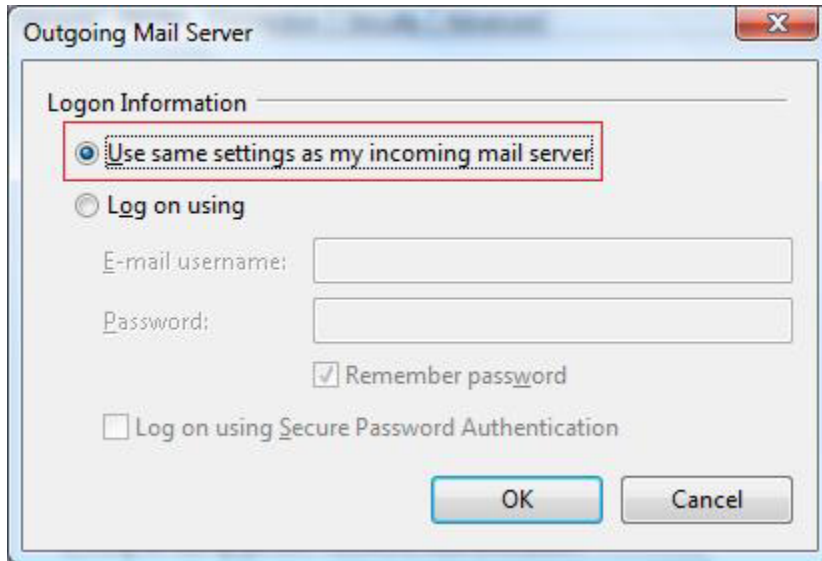 Outgoing Mail Server
Logon Information
Use same settings as my incoming mail server
Log on using
E-mail username:
Password:
Remember password
Log on using Secure Password Authentication
OK Cancel